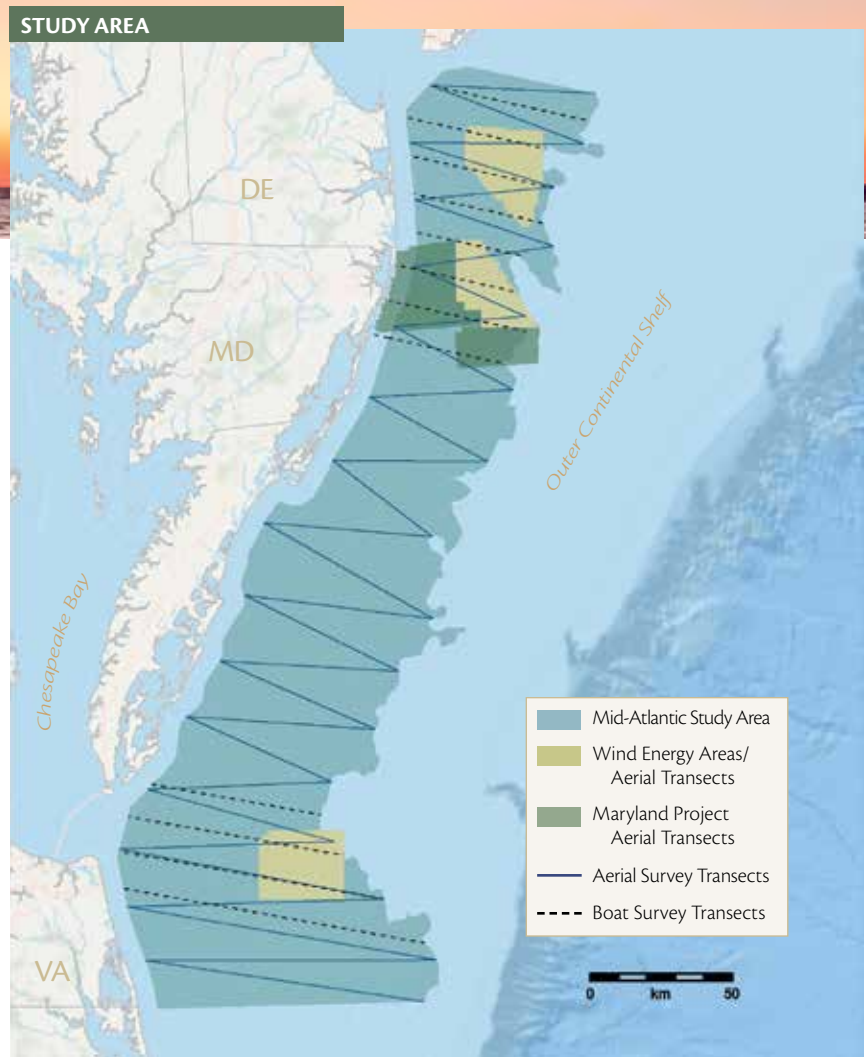 STUDY AREA
DE
MD
Outer Continental Shelf
Chesapeake Bay
VA
Mid-Atlantic Study Area
Wind Energy Areas/
Aerial Transects
Maryland Project
Aerial Transects
Aerial Survey Transects
Boat Survey Transects
0 km 50